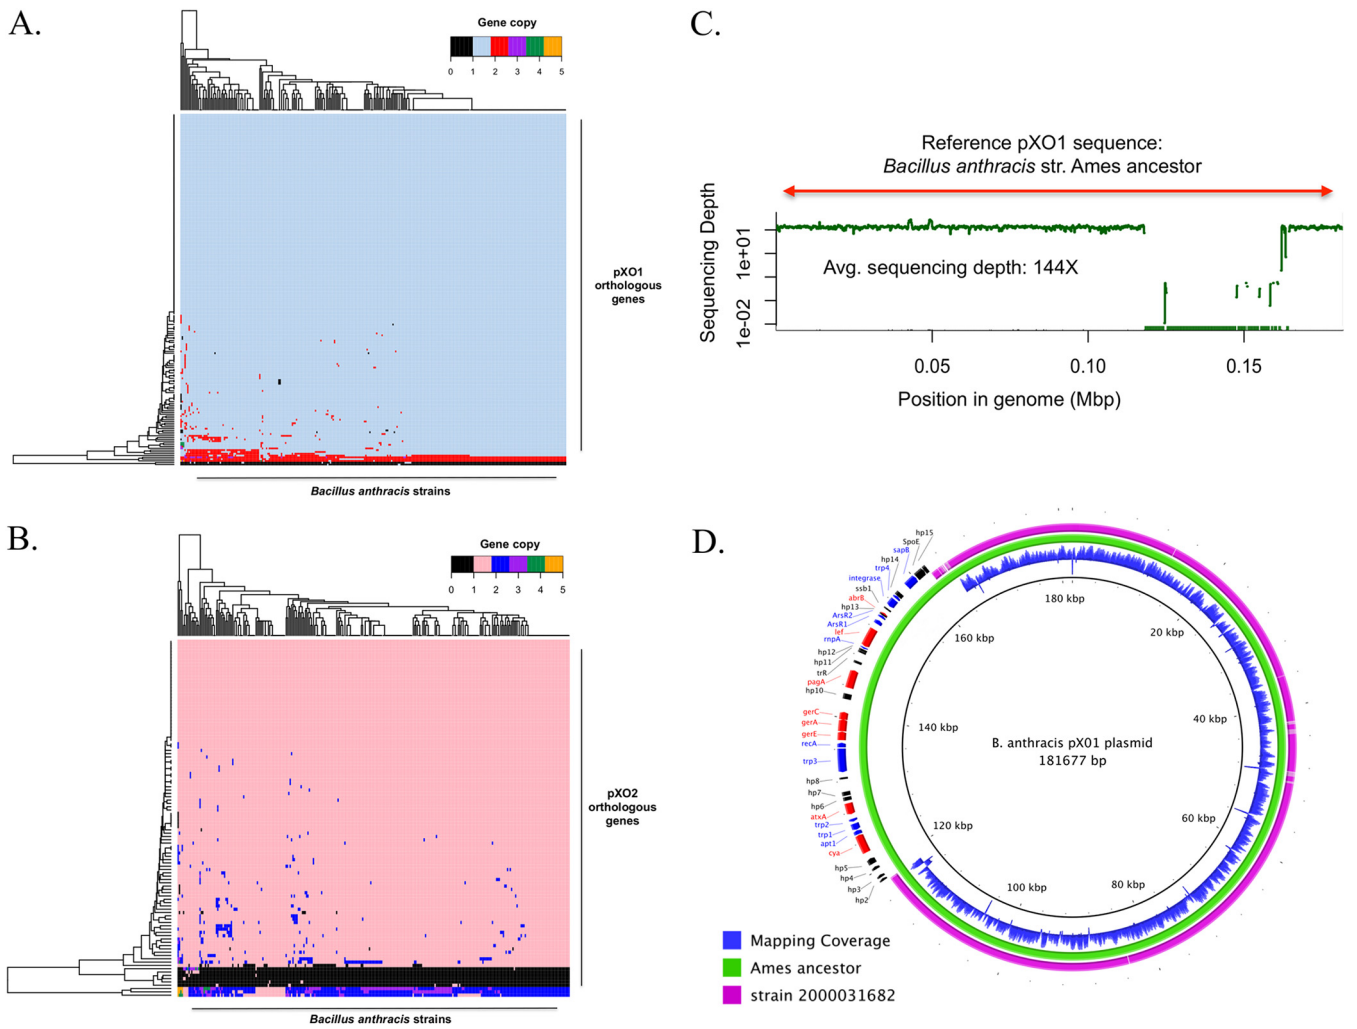 A.
Gene copy
0 1 2 3 4 5
pXO1
orthologous
genes
Bacillus anthracis strains
B.
Gene copy
0 1 2 3 4 5
pXO2
orthologous
genes
Bacillus anthracis strains
C.
Reference pXO1 sequence:
Bacillus anthracis str. Ames ancestor
Sequencing Depth
1e+01
1e-02
Avg. sequencing depth: 144X
0.05 0.10 0.15
Position in genome (Mbp)
D.
hp15
SpoE
sapB
hp14
trp4
integrase
ssb1
abrB
hp13
ArsR2
ArsR1
lef
rnpA
hp12
hp11
trR
pagA
hp10
gerC
gerA
gerE
recA
trp3
hp8
hp7
hp6
atxA
trp2
trp1
apt1
cya
hp5
hp4
hp3
hp2
180 kbp
20 kbp
40 kbp
60 kbp
80 kbp
100 kbp
120 kbp
140 kbp
160 kbp
B. anthracis pX01 plasmid
181677 bp
Mapping Coverage
Ames ancestor
strain 2000031682